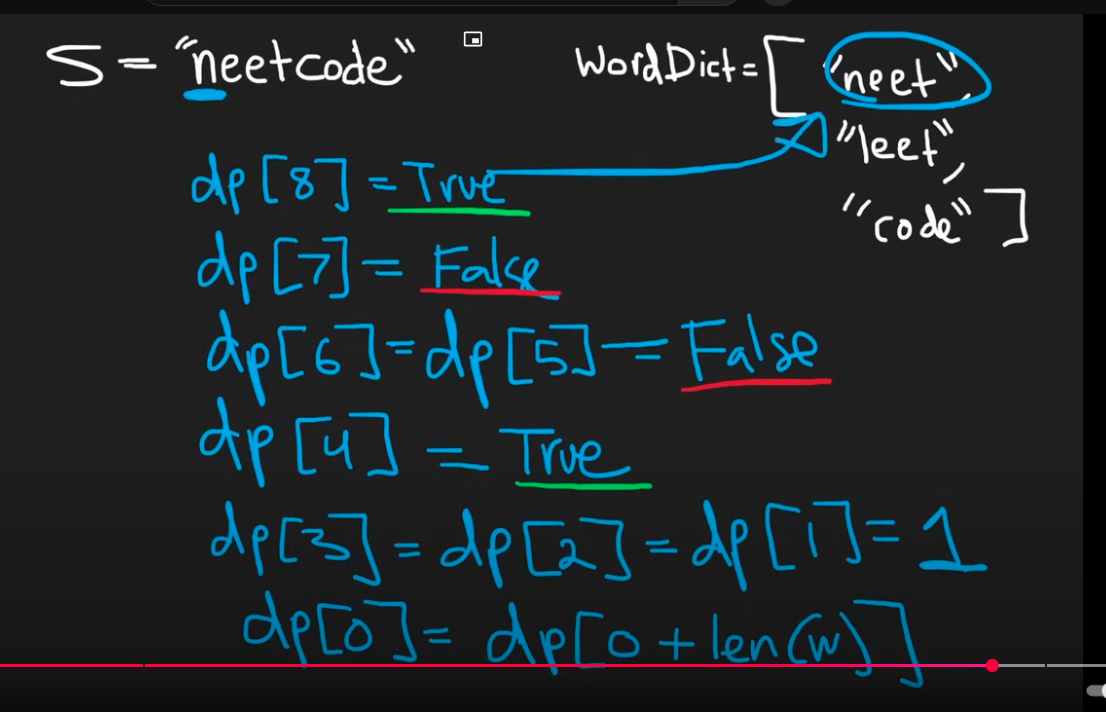 S = "neetcode"
WordDict = [ "neet",
"leet",
"code" ]
dp[8] = True
dp[7] = False
dp[6] = dp[5] = False
dp[4] = True
dp[3] = dp[2] = dp[1] = 1
dp[0] = dp[0 + len(w)]